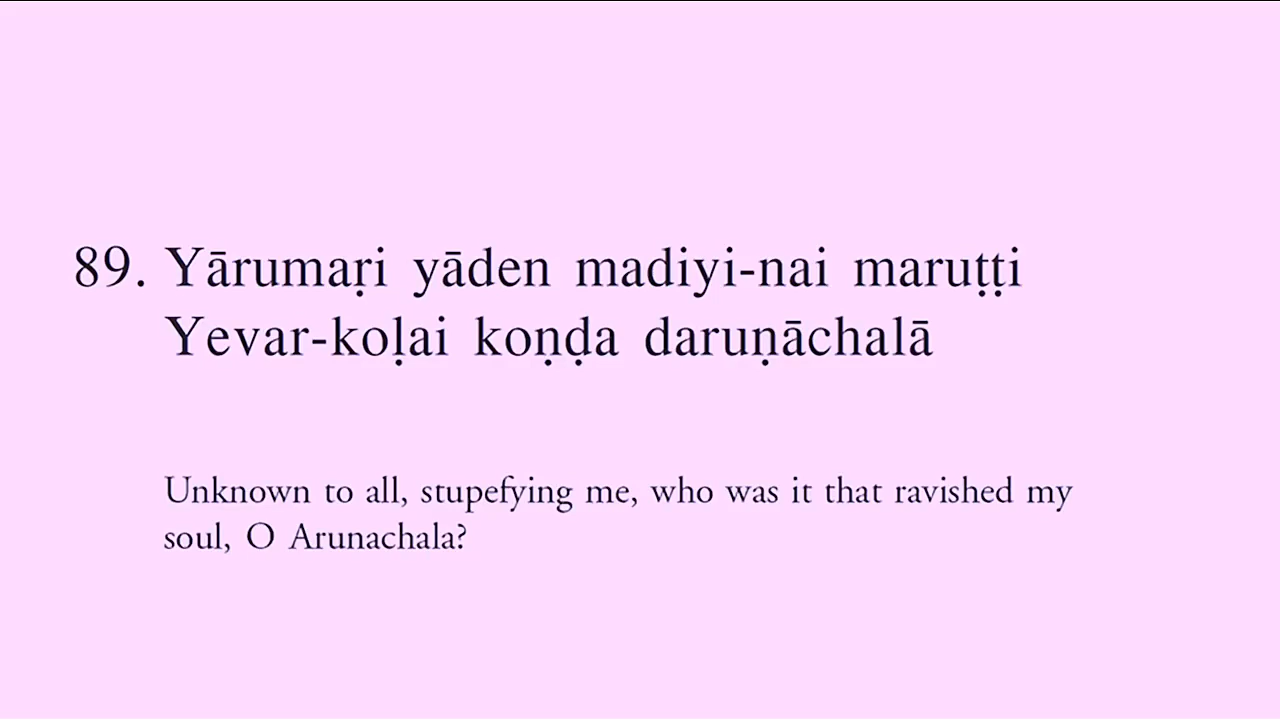 89. Yārumaṛi yāden madiyi-nai maruṭṭi
Yevar-koḷai koṇḍa daruṇāchalā
Unknown to all, stupefying me, who was it that ravished my
soul, O Arunachala?